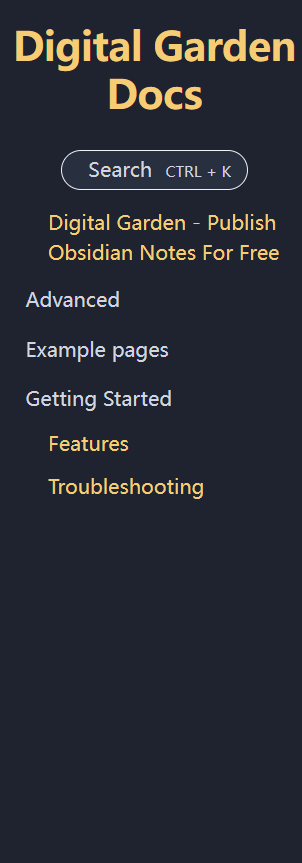 Digital Garden
Docs
Search CTRL + K
Digital Garden - Publish
Obsidian Notes For Free
Advanced
Example pages
Getting Started
Features
Troubleshooting